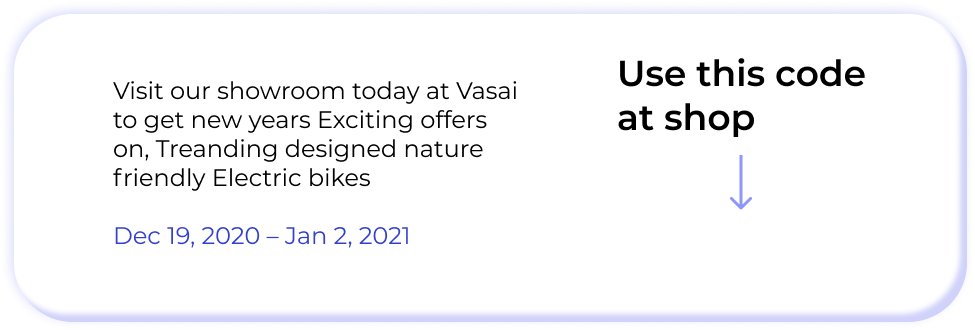 Visit our showroom today at Vasai
to get new years Exciting offers
on, Treanding designed nature
friendly Electric bikes
Dec 19, 2020 – Jan 2, 2021
Use this code
at shop